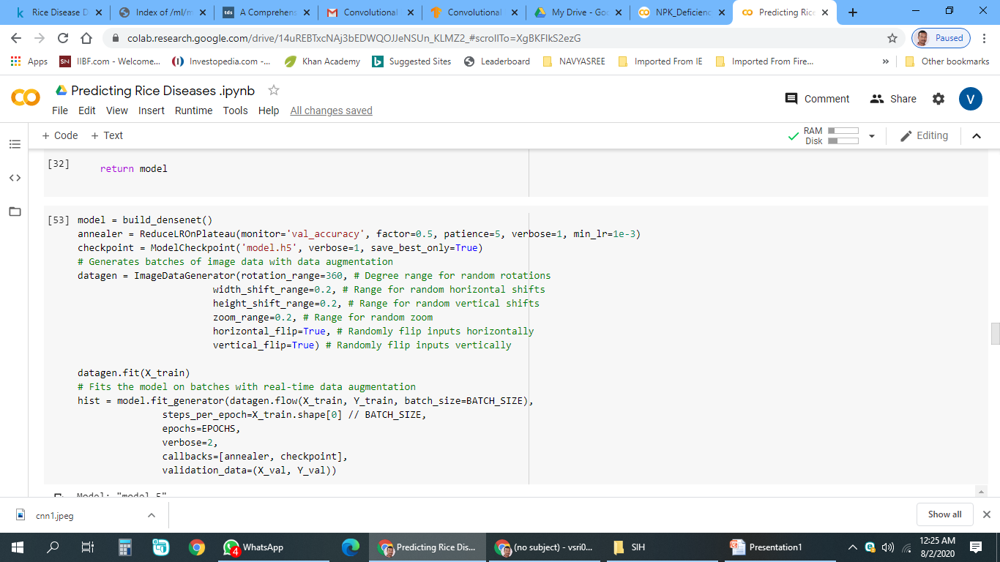 Rice Disease D
Index of /ml/m
tds
A Comprehens
Convolutional
Convolutional
My Drive - Goo
NPK_Deficienc
Predicting Rice
colab.research.google.com/drive/14uREBTxcNAj3bEDWQOJJeNSUn_KLMZ2_#scrollTo=XgBKFlkS2ezG
Paused
Apps
IIBF.com - Welcome...
Investopedia.com -...
Khan Academy
Suggested Sites
Leaderboard
NAVYASREE
Imported From IE
Imported From Fire...
»
Other bookmarks
Predicting Rice Diseases .ipynb
Comment
Share
V
File Edit View Insert Runtime Tools Help All changes saved
+ Code + Text
RAM
Disk
Editing
[32] return model
[53] model = build_densenet()
annealer = ReduceLROnPlateau(monitor='val_accuracy', factor=0.5, patience=5, verbose=1, min_lr=1e-3)
checkpoint = ModelCheckpoint('model.h5', verbose=1, save_best_only=True)
# Generates batches of image data with data augmentation
datagen = ImageDataGenerator(rotation_range=360, # Degree range for random rotations
width_shift_range=0.2, # Range for random horizontal shifts
height_shift_range=0.2, # Range for random vertical shifts
zoom_range=0.2, # Range for random zoom
horizontal_flip=True, # Randomly flip inputs horizontally
vertical_flip=True) # Randomly flip inputs vertically
datagen.fit(X_train)
# Fits the model on batches with real-time data augmentation
hist = model.fit_generator(datagen.flow(X_train, Y_train, batch_size=BATCH_SIZE),
steps_per_epoch=X_train.shape[0] // BATCH_SIZE,
epochs=EPOCHS,
verbose=2,
callbacks=[annealer, checkpoint],
validation_data=(X_val, Y_val))
Model: "model_5"
cnn1.jpeg
Show all
4
WhatsApp
Predicting Rice Dis...
(no subject) - vsri0...
SIH
Presentation1
12:25 AM
8/2/2020